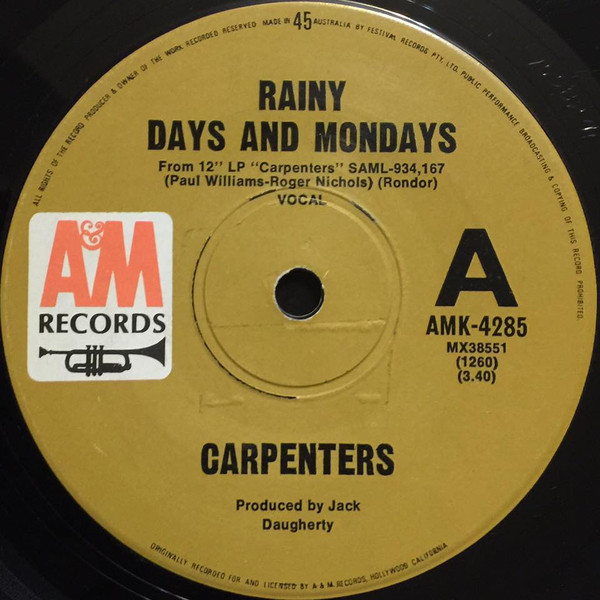 ALL RIGHTS OF THE RECORD PRODUCER & OWNER OF THE WORK RECORDED RESERVED MADE IN 45 AUSTRALIA BY FESTIVAL RECORDS PTY. LTD. PUBLIC PERFORMANCE BROADCASTING & COPYING OF THIS RECORD PROHIBITED.
RAINY
DAYS AND MONDAYS
From 12" LP "Carpenters" SAML-934,167
(Paul Williams-Roger Nichols) (Rondor)
VOCAL
A&M
RECORDS
A
AMK-4285
MX38551
(1260)
(3.40)
CARPENTERS
Produced by Jack
Daugherty
ORIGINALLY RECORDED FOR AND LICENSED BY A & M RECORDS, HOLLYWOOD CALIFORNIA